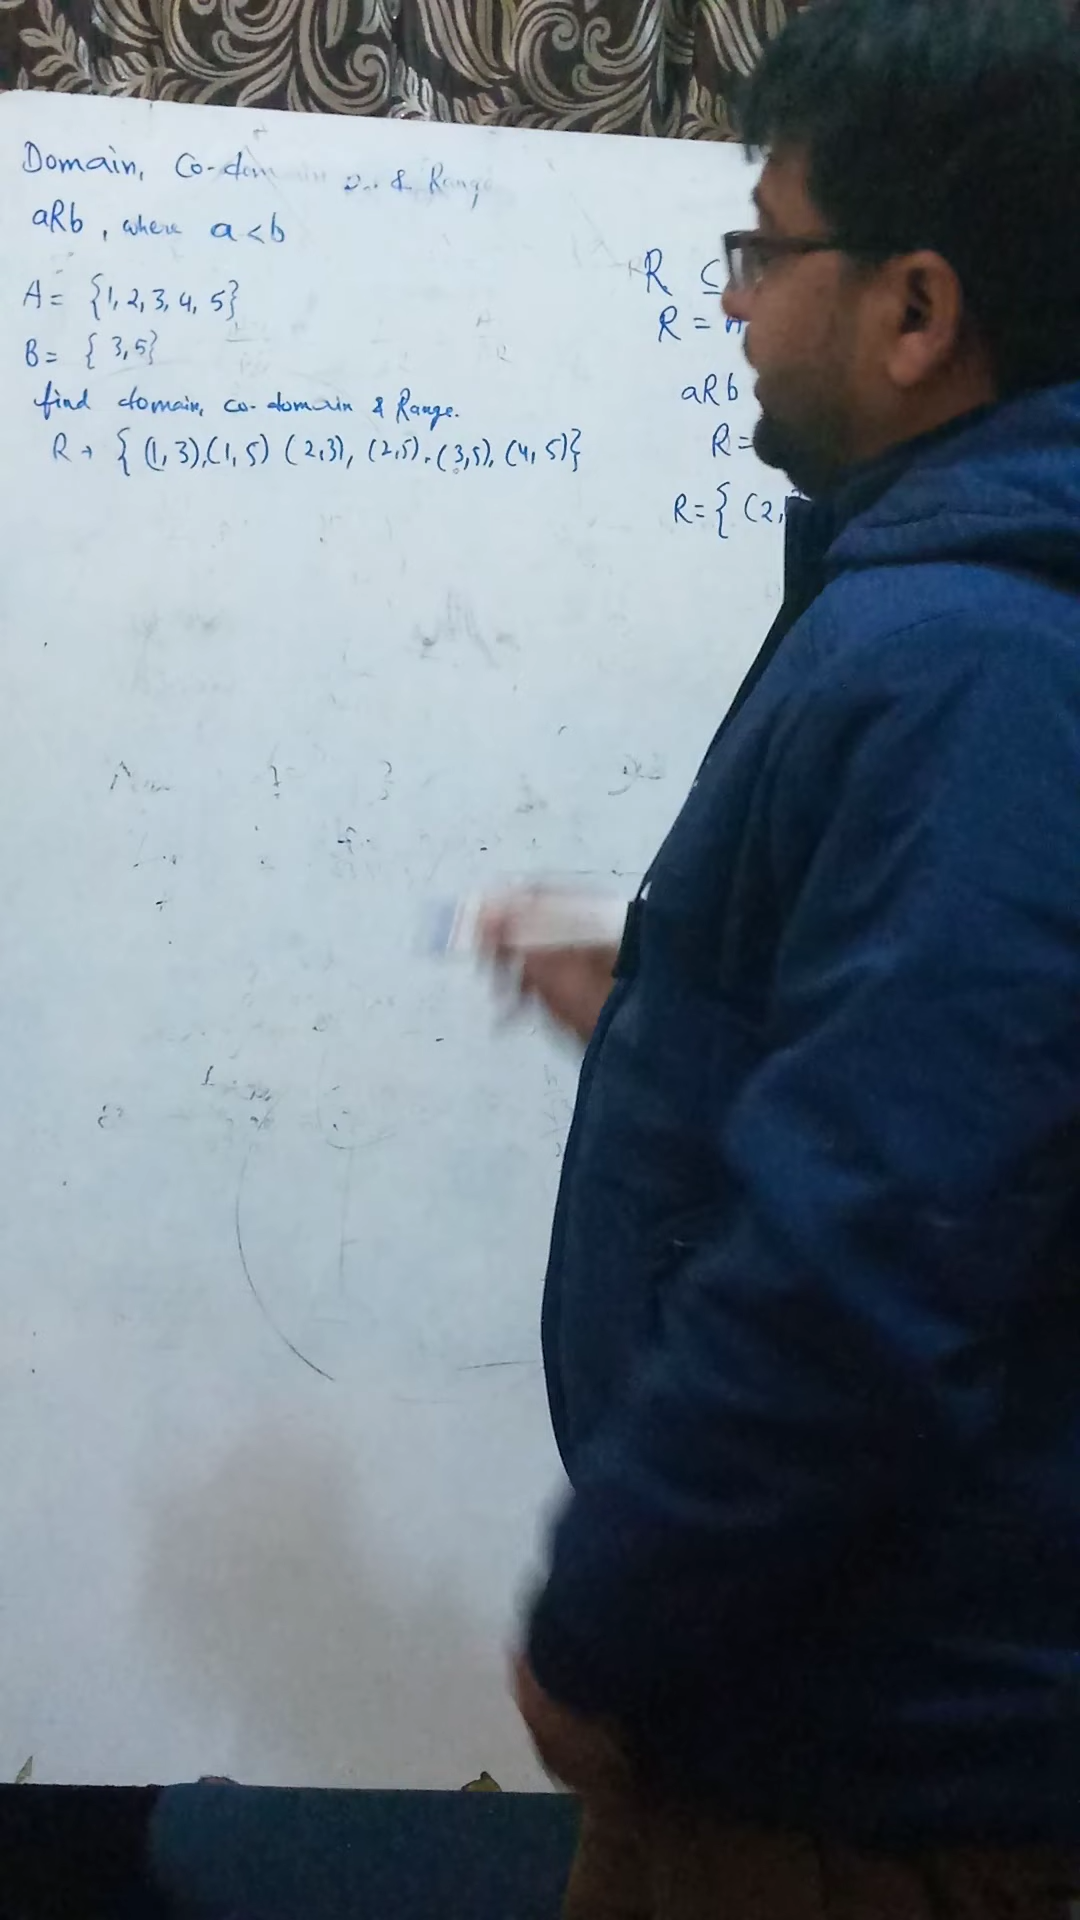 Domain, Co-dom & Range
aRb, where a<b
A = {1, 2, 3, 4, 5}
B = { 3, 5}
find domain, co-domain & Range.
R → { (1, 3), (1, 5) (2,3), (2,5), (3,5), (4, 5)}
R ⊆
R = A
aRb
R =
R = { (2,